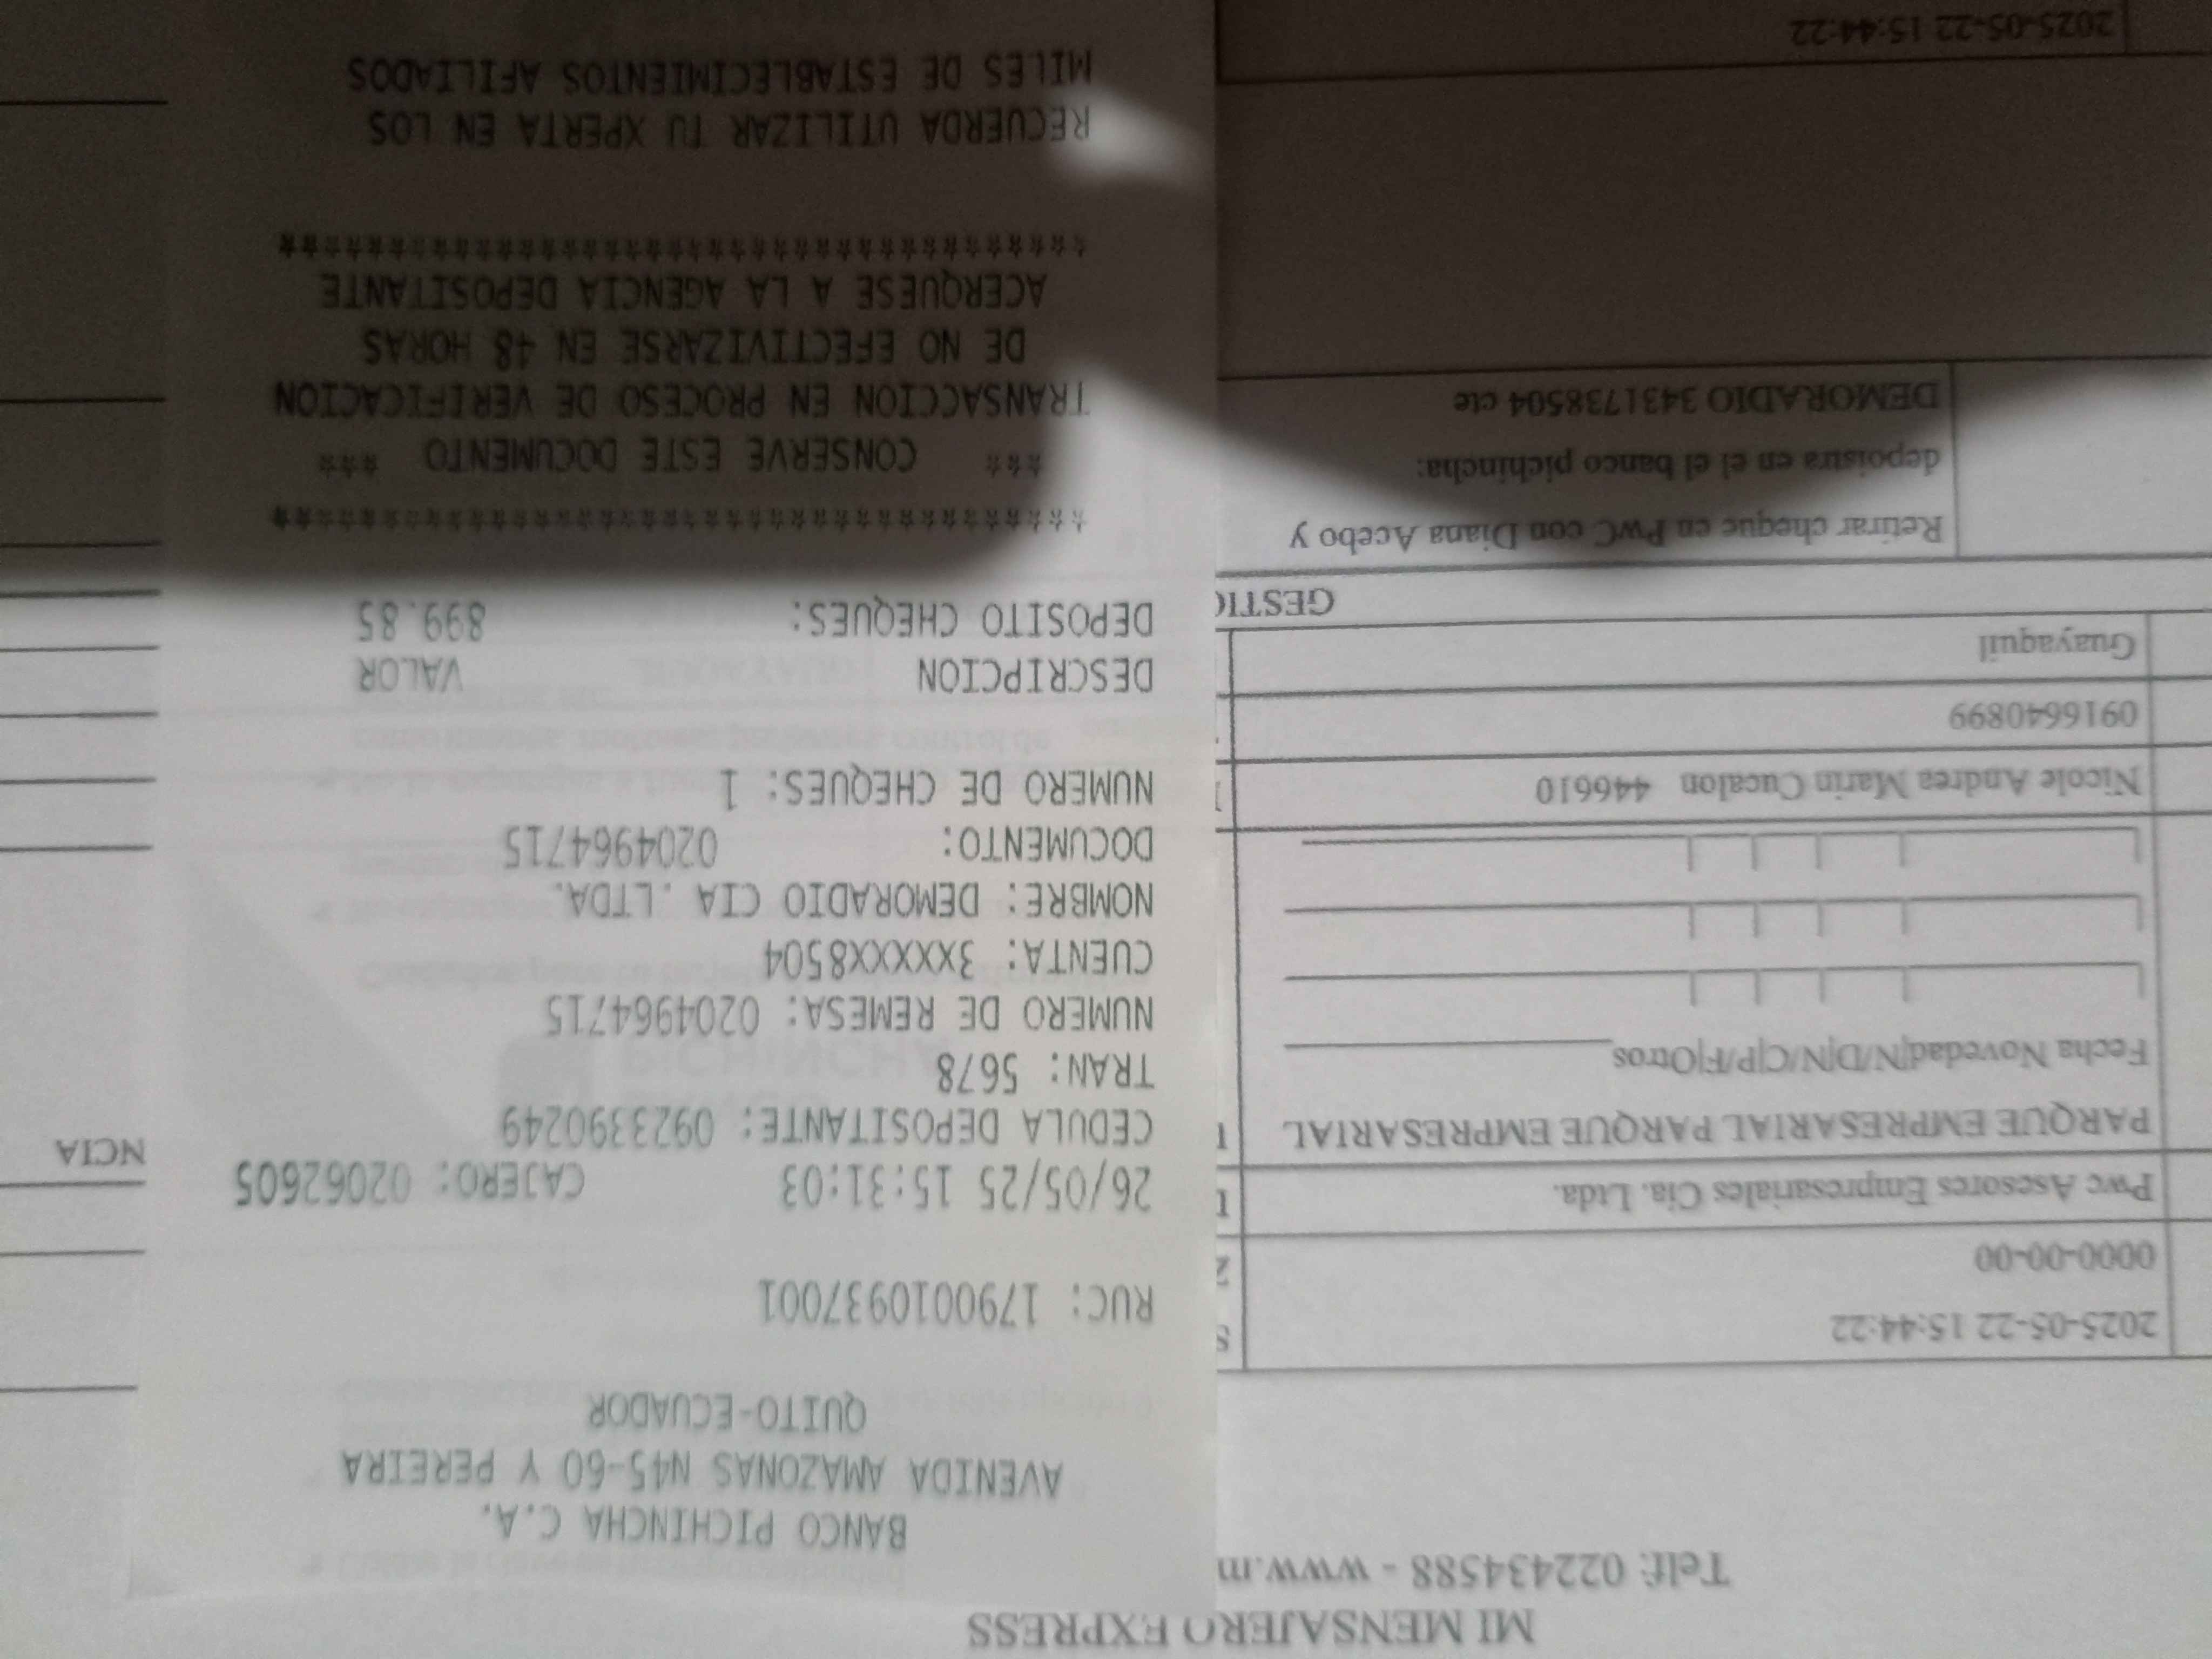 MI MENSAJERO EXPRESS
Telf: 022434588 - www.m
2025-05-22 15:44:22
0000-00-00
Pwc Asesores Empresariales Cia. Ltda.
PARQUE EMPRESARIAL PARQUE EMPRESARIAL
Fecha Novedad|N/D|N/C|P/F|Otros
Nicole Andrea Marin Cucalon 446610
0916640899
Guayaquil
GESTIO
Retirar cheque en PwC con Diana Acebo y
depoistra en el el banco pichincha:
DEMORADIO 3431738504 cte
2025-05-22 15:44:22
BANCO PICHINCHA C.A.
AVENIDA AMAZONAS N45-60 Y PEREIRA
QUITO-ECUADOR
RUC: 1790010937001
26/05/25 15:31:03 CAJERO: 02062605
CEDULA DEPOSITANTE: 0923390249
TRAN: 5678
NUMERO DE REMESA: 0204964715
CUENTA: 3XXXXX8504
NOMBRE: DEMORADIO CIA .LTDA.
DOCUMENTO: 0204964715
NUMERO DE CHEQUES: 1
DESCRIPCION VALOR
DEPOSITO CHEQUES: 899.85
**************************************
*** CONSERVE ESTE DOCUMENTO ***
TRANSACCION EN PROCESO DE VERIFICACION
DE NO EFECTIVIZARSE EN 48 HORAS
ACERQUESE A LA AGENCIA DEPOSITANTE
**************************************
RECUERDA UTILIZAR TU XPERTA EN LOS
MILES DE ESTABLECIMIENTOS AFILIADOS
NCIA